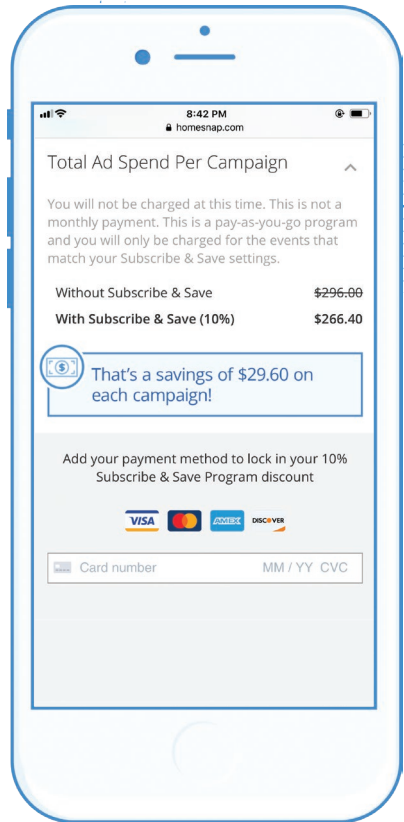 8:42 PM
homesnap.com
Total Ad Spend Per Campaign
You will not be charged at this time. This is not a
monthly payment. This is a pay-as-you-go program
and you will only be charged for the events that
match your Subscribe & Save settings.
Without Subscribe & Save $296.00
With Subscribe & Save (10%) $266.40
$
That's a savings of $29.60 on
each campaign!
Add your payment method to lock in your 10%
Subscribe & Save Program discount
VISA AMEX DISCOVER
Card number MM / YY CVC